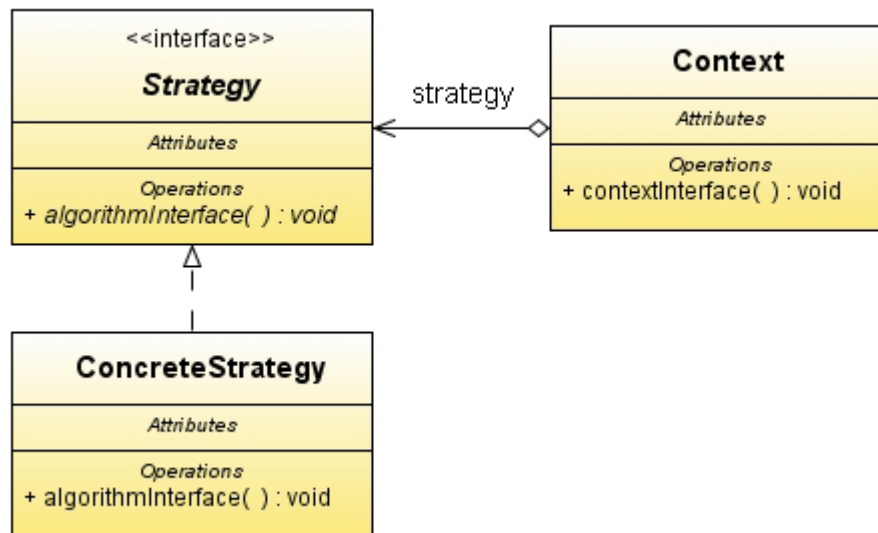 <<interface>>
Strategy
Attributes
Operations
+ algorithmInterface( ) : void
strategy
Context
Attributes
Operations
+ contextInterface( ) : void
ConcreteStrategy
Attributes
Operations
+ algorithmInterface( ) : void